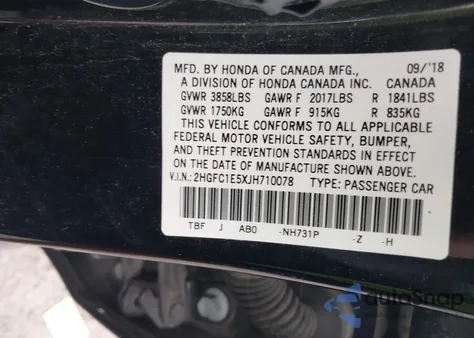 MFD. BY HONDA OF CANADA MFG., 09/'18
A DIVISION OF HONDA CANADA INC. CANADA
GVWR 3858LBS GAWR F 2017LBS R 1841LBS
GVWR 1750KG GAWR F 915KG R 835KG
THIS VEHICLE CONFORMS TO ALL APPLICABLE
FEDERAL MOTOR VEHICLE SAFETY, BUMPER,
AND THEFT PREVENTION STANDARDS IN EFFECT
ON THE DATE OF MANUFACTURE SHOWN ABOVE.
V.I.N.: 2HGFC1E5XJH710078 TYPE: PASSENGER CAR
TBF J AB0 -NH731P -Z -H
autoSnap